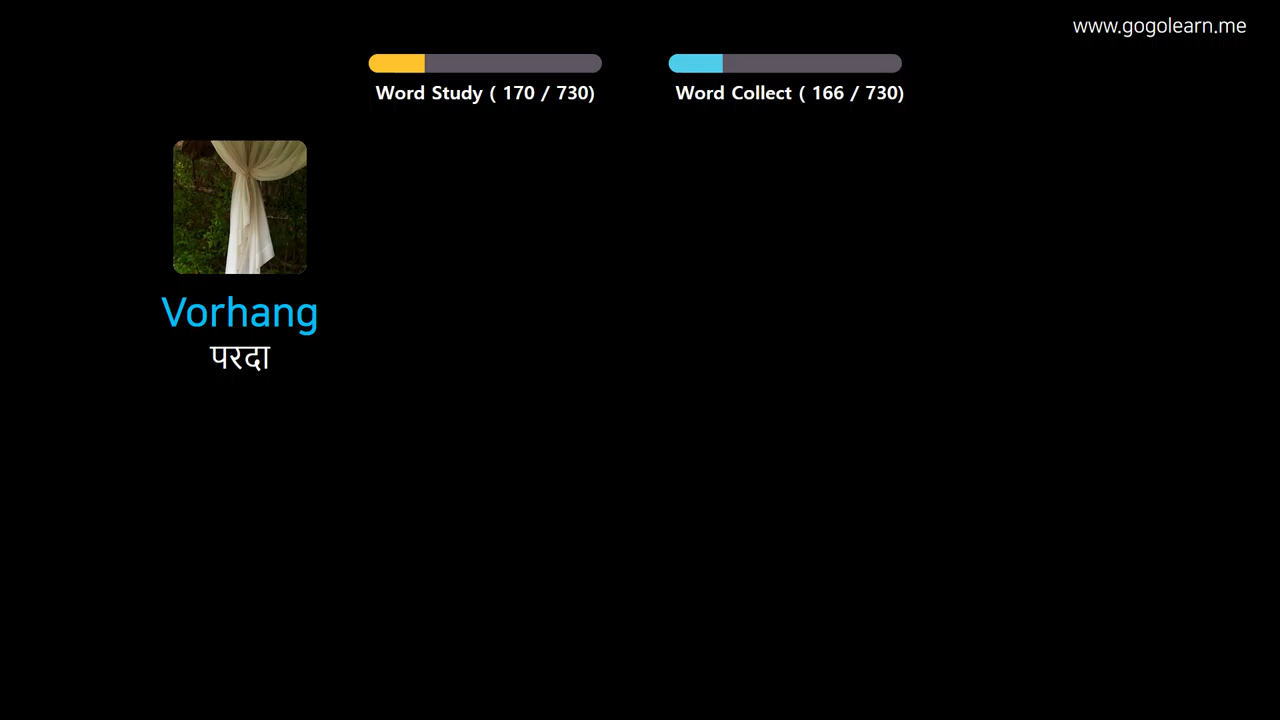 www.gogolearn.me
Word Study ( 170 / 730)
Word Collect ( 166 / 730)
Vorhang
परदा